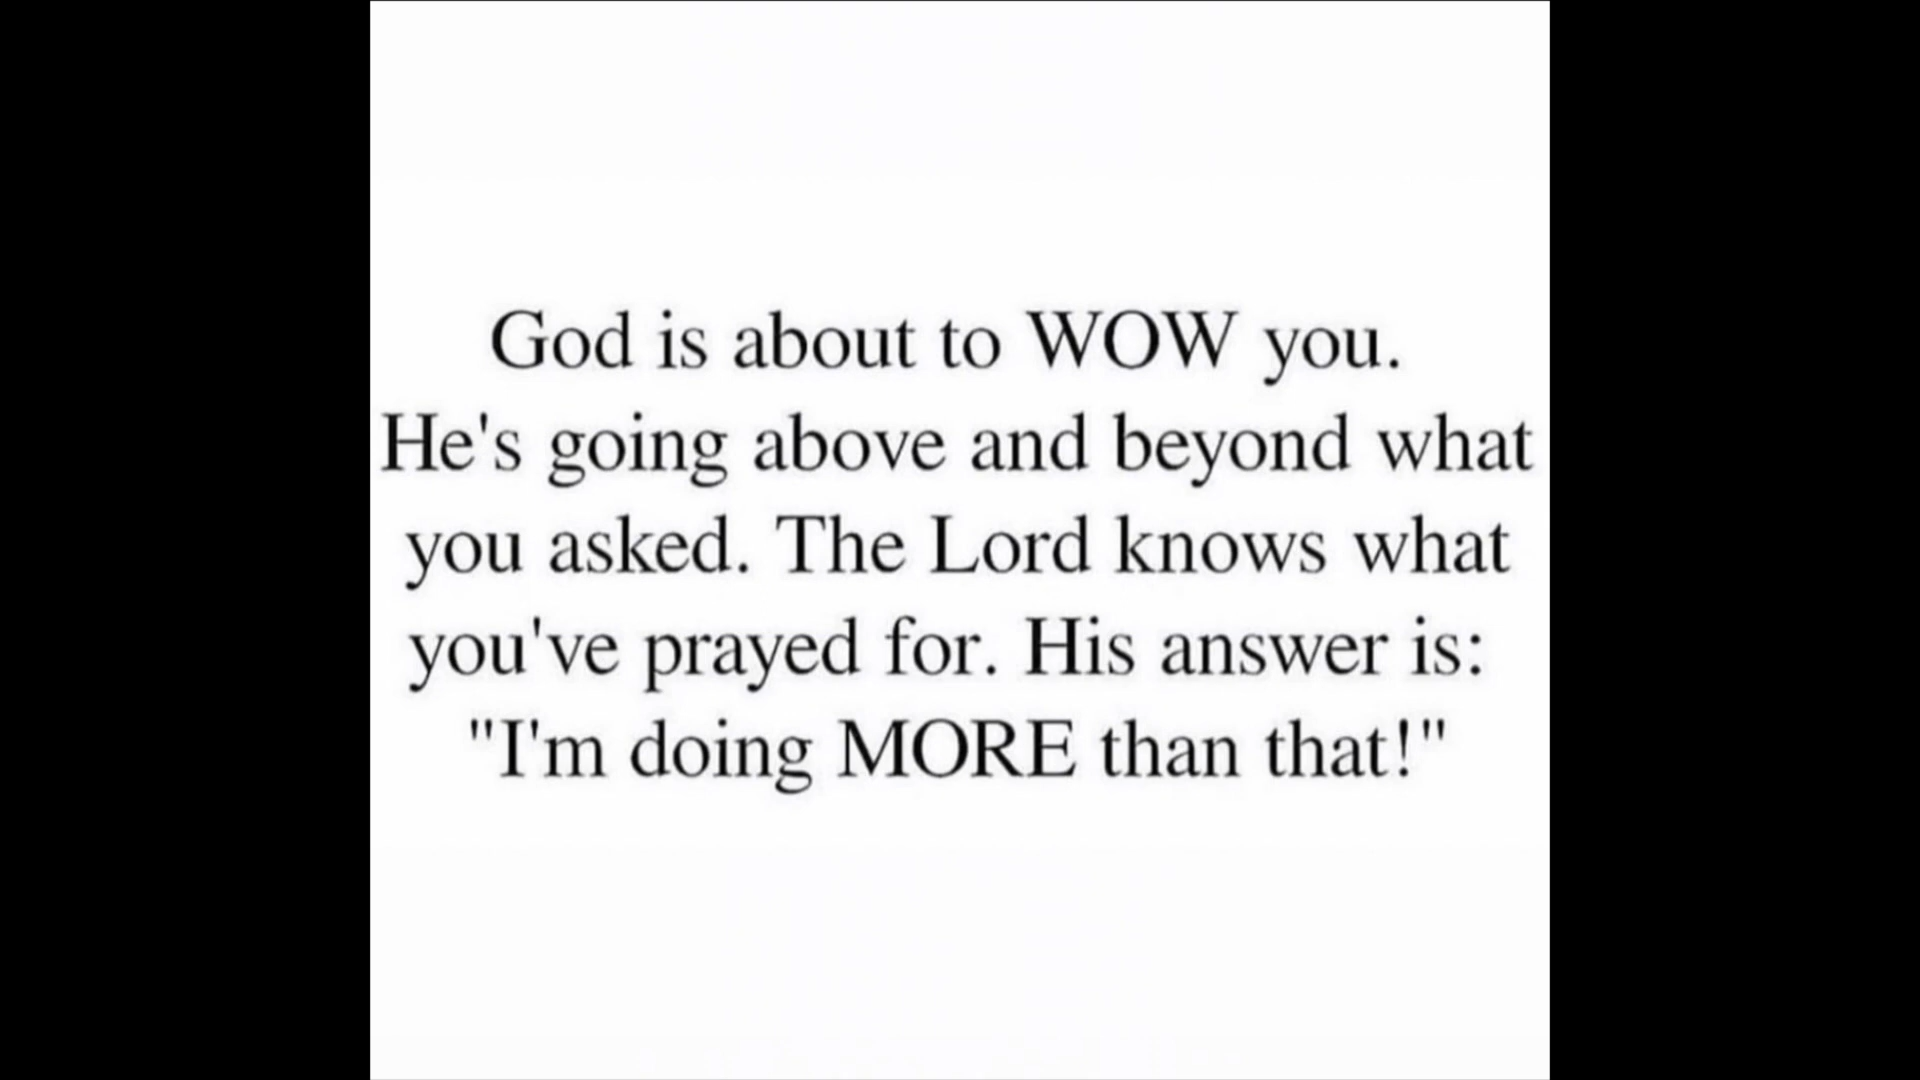 God is about to WOW you.
He's going above and beyond what
you asked. The Lord knows what
you've prayed for. His answer is:
"I'm doing MORE than that!"